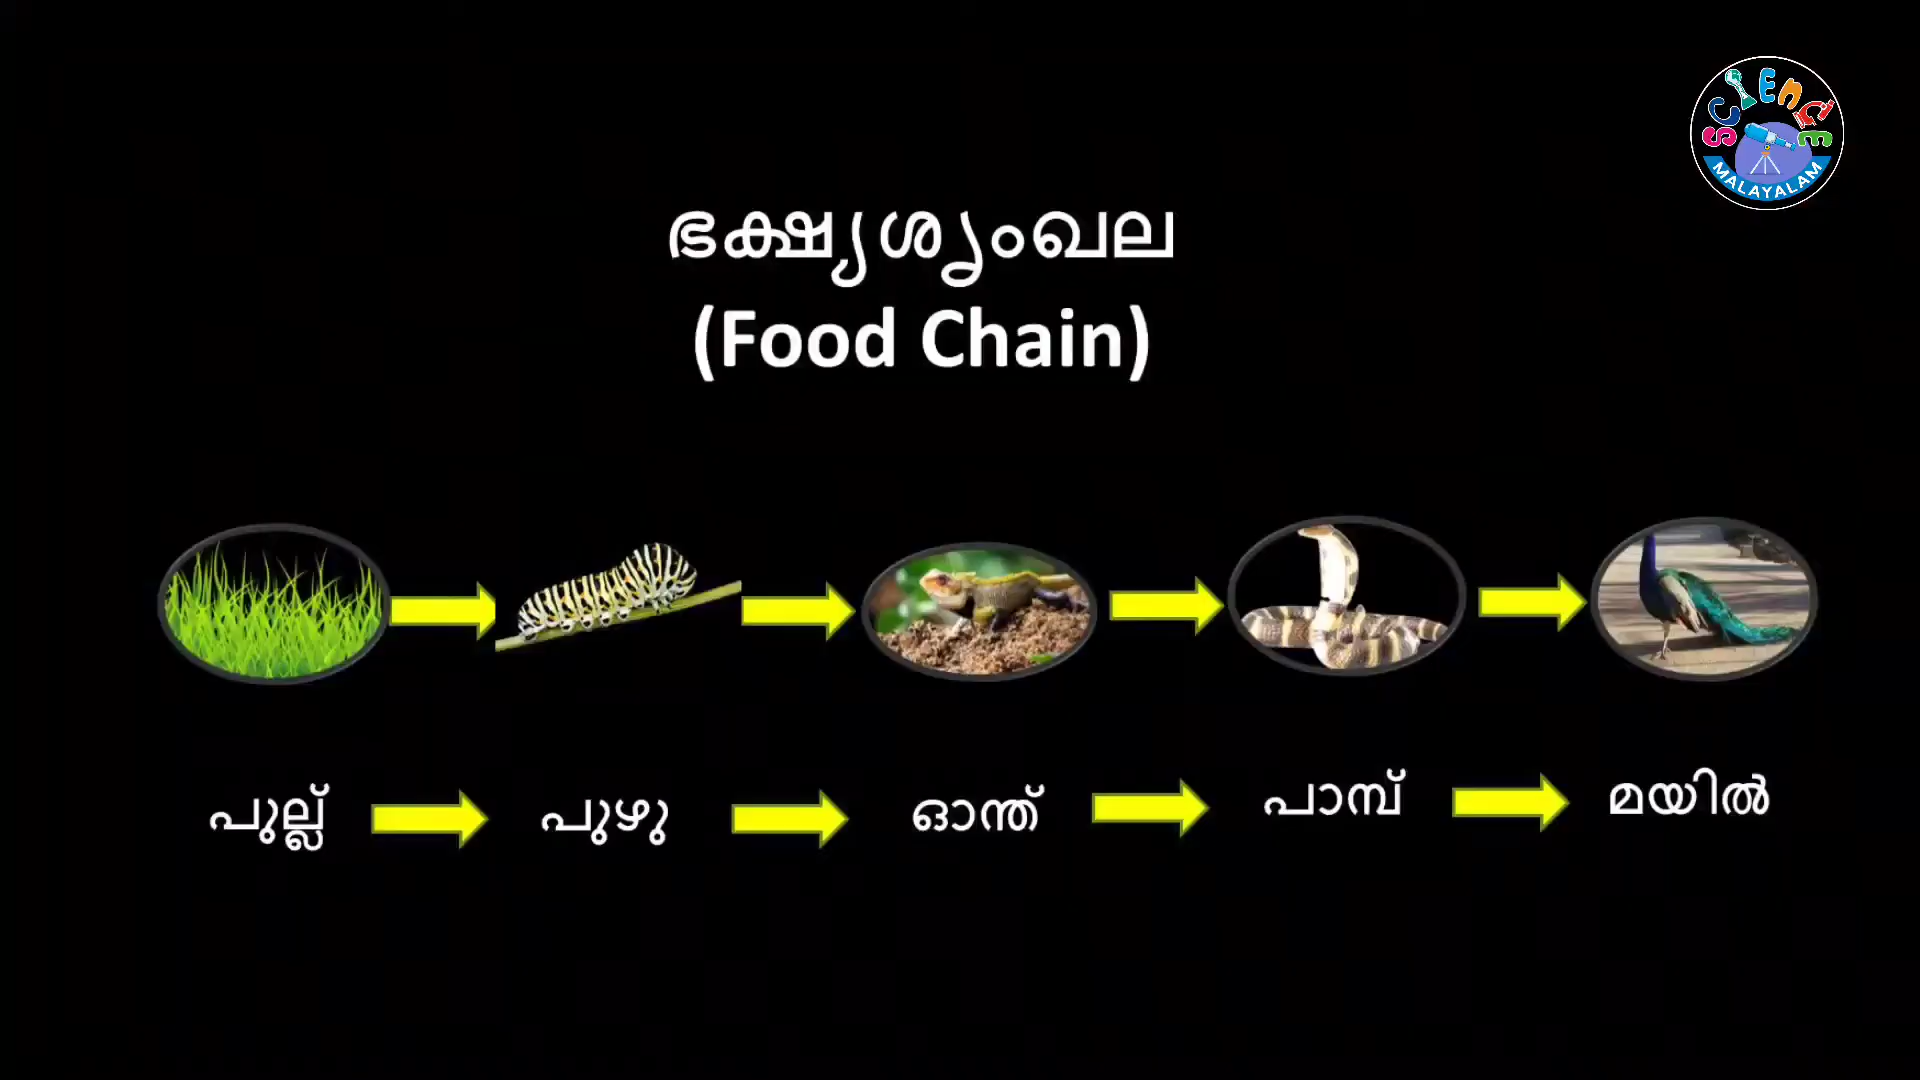 SCIENCE
MALAYALAM
ഭക്ഷ്യശൃംഖല
(Food Chain)
പുല്ല് പുഴു ഓന്ത് പാമ്പ് മയിൽ